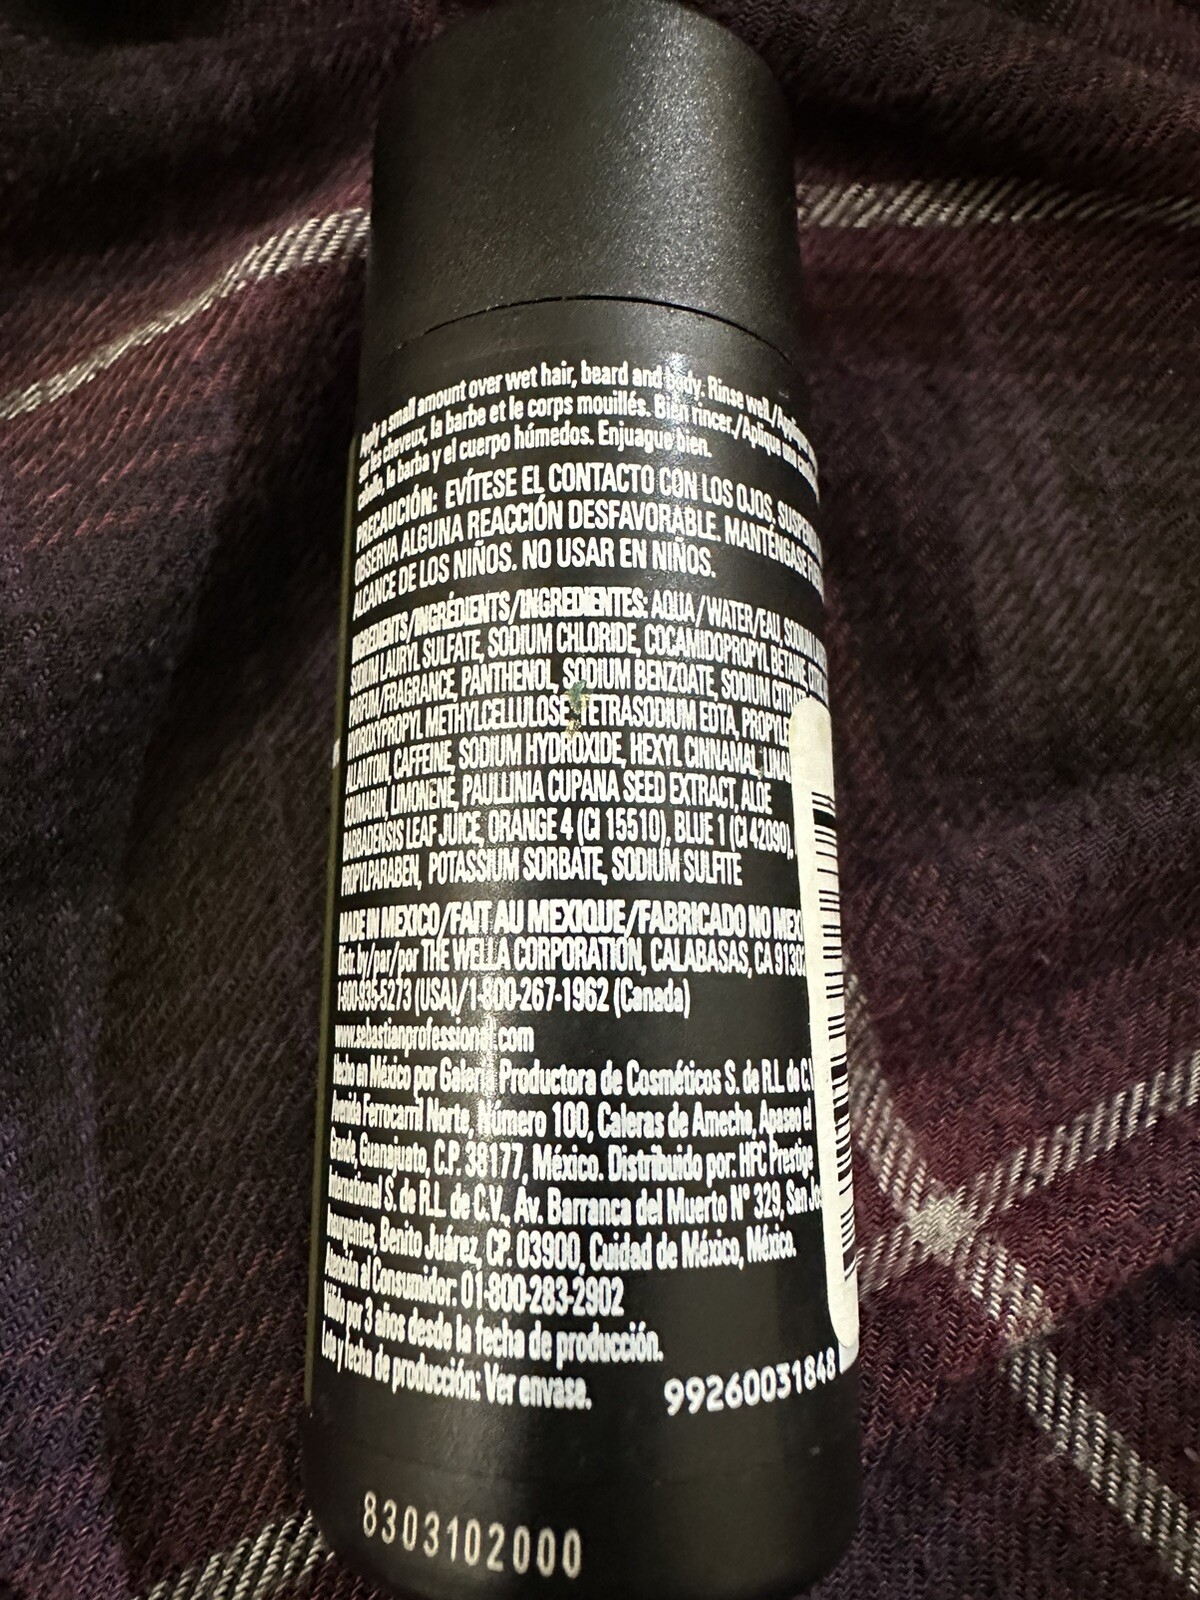 Apply a small amount over wet hair, beard and body. Rinse well./Aplique
sur les cheveux, la barbe et le corps mouillés. Bien rincer./Aplique una
cabello, la barba y el cuerpo húmedos. Enjuague bien.
PRECAUCIÓN: EVÍTESE EL CONTACTO CON LOS OJOS,
OBSERVA ALGUNA REACCIÓN DESFAVORABLE. MANTÉNGASE
ALCANCE DE LOS NIÑOS. NO USAR EN NIÑOS.
INGREDIENTS/INGRÉDIENTS/INGREDIENTES: AQUA/WATER/EAU, SODIUM
SODIUM LAURYL SULFATE, SODIUM CHLORIDE, COCAMIDOPROPYL BETAINE,
PARFUM/FRAGRANCE, PANTHENOL, SODIUM BENZOATE, SODIUM
HYDROXYPROPYL METHYLCELLULOSE, TETRASODIUM EDTA,
CAFFEINE, SODIUM HYDROXIDE, HEXYL CINNAMAL,
COUMARIN, LIMONENE, PAULLINIA CUPANA SEED EXTRACT, ALOE
BARBADENSIS LEAF JUICE, ORANGE 4 (CI 15510), BLUE 1 (CI 42090),
PROPYLPARABEN, POTASSIUM SORBATE, SODIUM SULFITE
MADE IN MEXICO/FAIT AU MEXIQUE/FABRICADO NO
Distr. by/par/por THE WELLA CORPORATION, CALABASAS, CA 91302
1-800-935-5273 (USA)/1-800-267-1962 (Canada)
www.sebastianprofessional.com
Hecho en México por Galeria Productora de Cosméticos S. de R.L. de C.V.
Avenida Ferrocarril Norte, Número 100, Caleras de Ameche, Apaseo el
Grande, Guanajuato, C.P. 38177, México. Distribuido por: HFC Prestige
International S. de R.L. de C.V., Av. Barranca del Muerto N° 329, San
Insurgentes, Benito Juárez, CP. 03900, Cuidad de México, México.
Atención al Consumidor: 01-800-283-2902
Válido por 3 años desde la fecha de producción.
Lote y fecha de producción: Ver envase.
99260031848
8303102000